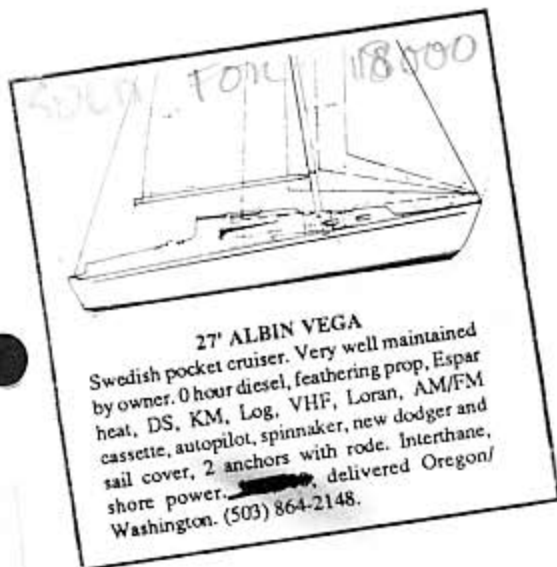 SOLD FOR 18000
27' ALBIN VEGA
Swedish pocket cruiser. Very well maintained
by owner. 0 hour diesel, feathering prop, Espar
heat, DS, KM, Log, VHF, Loran, AM/FM
cassette, autopilot, spinnaker, new dodger and
sail cover, 2 anchors with rode. Interthane,
shore power. , delivered Oregon/
Washington. (503) 864-2148.